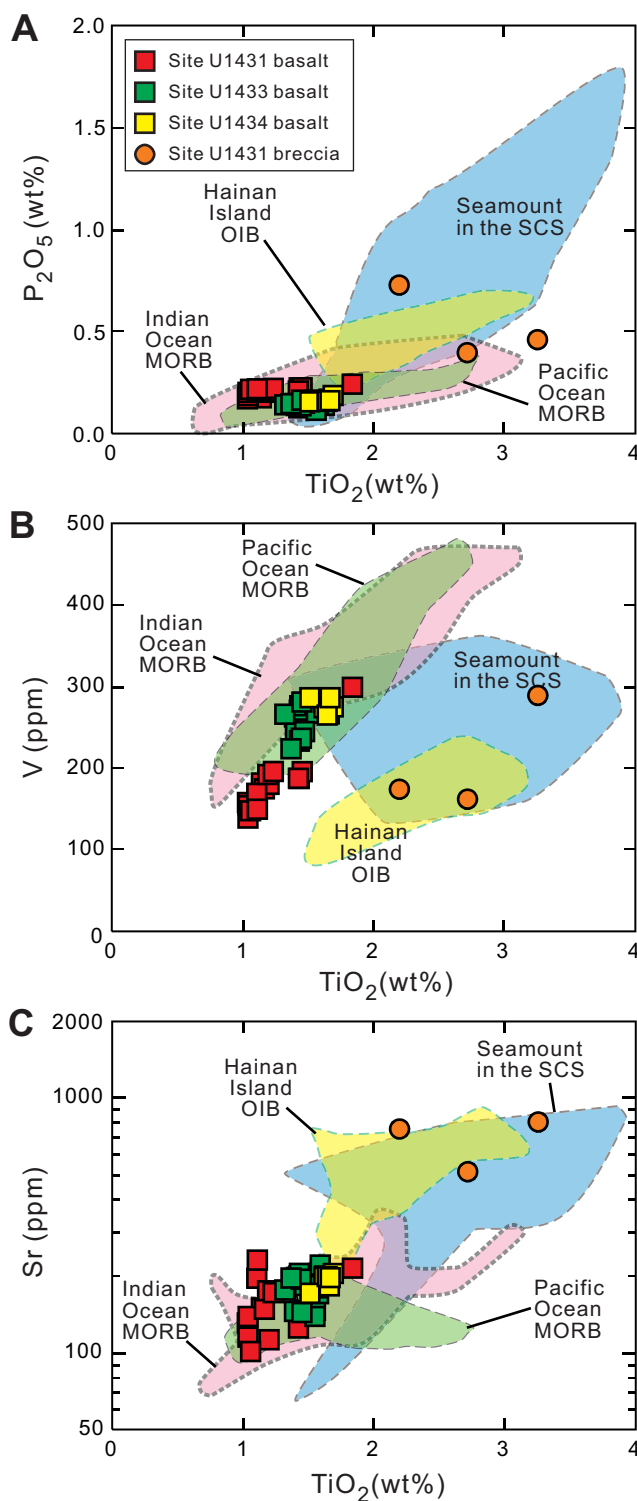 A
2.0
1.5
1.0
0.5
0.0
P₂O₅ (wt%)
Site U1431 basalt
Site U1433 basalt
Site U1434 basalt
Site U1431 breccia
Hainan
Island
OIB
Seamount
in the SCS
Indian
Ocean
MORB
Pacific
Ocean
MORB
0 1 2 3 4
TiO₂(wt%)
B
500
400
300
200
100
0
V (ppm)
Pacific
Ocean
MORB
Indian
Ocean
MORB
Seamount
in the SCS
Hainan
Island
OIB
0 1 2 3 4
TiO₂(wt%)
C
2000
1000
100
50
Sr (ppm)
Hainan
Island
OIB
Seamount
in the SCS
Indian
Ocean
MORB
Pacific
Ocean
MORB
0 1 2 3 4
TiO₂(wt%)